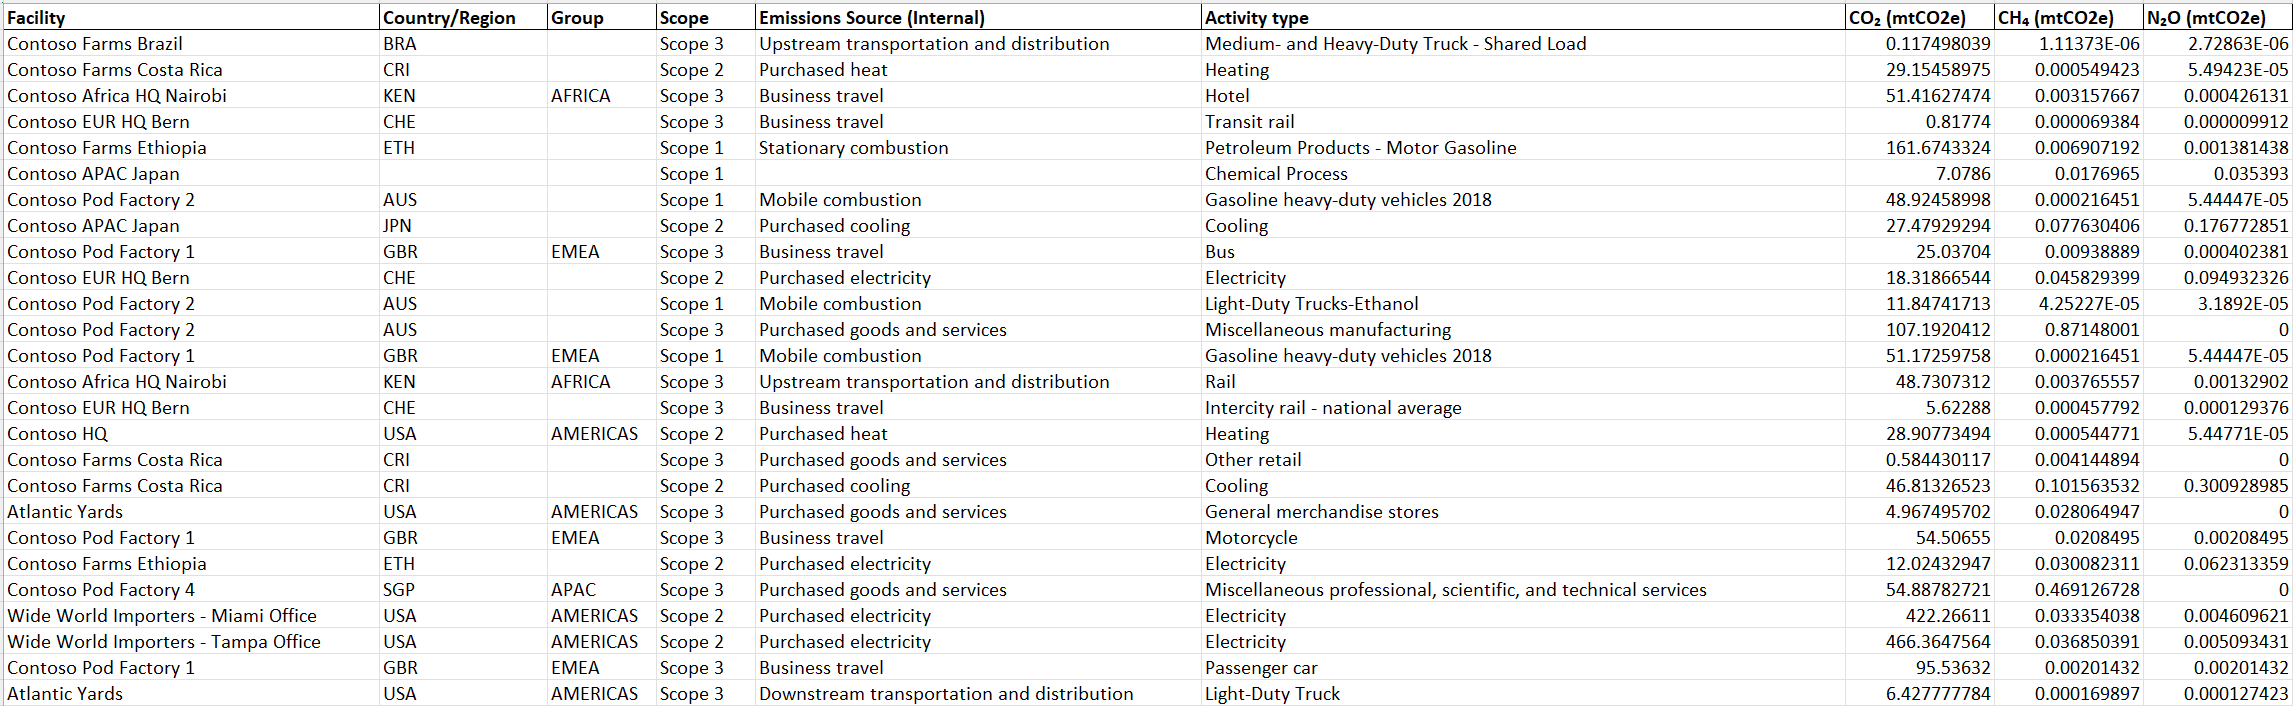 Facility Country/Region Group Scope Emissions Source (Internal) Activity type CO₂ (mtCO2e) CH₄ (mtCO2e) N₂O (mtCO2e)
Contoso Farms Brazil BRA Scope 3 Upstream transportation and distribution Medium- and Heavy-Duty Truck - Shared Load 0.117498039 1.11373E-06 2.72863E-06
Contoso Farms Costa Rica CRI Scope 2 Purchased heat Heating 29.15458975 0.000549423 5.49423E-05
Contoso Africa HQ Nairobi KEN AFRICA Scope 3 Business travel Hotel 51.41627474 0.003157667 0.000426131
Contoso EUR HQ Bern CHE Scope 3 Business travel Transit rail 0.81774 0.000069384 0.000009912
Contoso Farms Ethiopia ETH Scope 1 Stationary combustion Petroleum Products - Motor Gasoline 161.6743324 0.006907192 0.001381438
Contoso APAC Japan Scope 1 Chemical Process 7.0786 0.0176965 0.035393
Contoso Pod Factory 2 AUS Scope 1 Mobile combustion Gasoline heavy-duty vehicles 2018 48.92458998 0.000216451 5.44447E-05
Contoso APAC Japan JPN Scope 2 Purchased cooling Cooling 27.47929294 0.077630406 0.176772851
Contoso Pod Factory 1 GBR EMEA Scope 3 Business travel Bus 25.03704 0.00938889 0.000402381
Contoso EUR HQ Bern CHE Scope 2 Purchased electricity Electricity 18.31866544 0.045829399 0.094932326
Contoso Pod Factory 2 AUS Scope 1 Mobile combustion Light-Duty Trucks-Ethanol 11.84741713 4.25227E-05 3.1892E-05
Contoso Pod Factory 2 AUS Scope 3 Purchased goods and services Miscellaneous manufacturing 107.1920412 0.87148001 0
Contoso Pod Factory 1 GBR EMEA Scope 1 Mobile combustion Gasoline heavy-duty vehicles 2018 51.17259758 0.000216451 5.44447E-05
Contoso Africa HQ Nairobi KEN AFRICA Scope 3 Upstream transportation and distribution Rail 48.7307312 0.003765557 0.00132902
Contoso EUR HQ Bern CHE Scope 3 Business travel Intercity rail - national average 5.62288 0.000457792 0.000129376
Contoso HQ USA AMERICAS Scope 2 Purchased heat Heating 28.90773494 0.000544771 5.44771E-05
Contoso Farms Costa Rica CRI Scope 3 Purchased goods and services Other retail 0.584430117 0.004144894 0
Contoso Farms Costa Rica CRI Scope 2 Purchased cooling Cooling 46.81326523 0.101563532 0.300928985
Atlantic Yards USA AMERICAS Scope 3 Purchased goods and services General merchandise stores 4.967495702 0.028064947 0
Contoso Pod Factory 1 GBR EMEA Scope 3 Business travel Motorcycle 54.50655 0.0208495 0.00208495
Contoso Farms Ethiopia ETH Scope 2 Purchased electricity Electricity 12.02432947 0.030082311 0.062313359
Contoso Pod Factory 4 SGP APAC Scope 3 Purchased goods and services Miscellaneous professional, scientific, and technical services 54.88782721 0.469126728 0
Wide World Importers - Miami Office USA AMERICAS Scope 2 Purchased electricity Electricity 422.26611 0.033354038 0.004609621
Wide World Importers - Tampa Office USA AMERICAS Scope 2 Purchased electricity Electricity 466.3647564 0.036850391 0.005093431
Contoso Pod Factory 1 GBR EMEA Scope 3 Business travel Passenger car 95.53632 0.00201432 0.00201432
Atlantic Yards USA AMERICAS Scope 3 Downstream transportation and distribution Light-Duty Truck 6.427777784 0.000169897 0.000127423